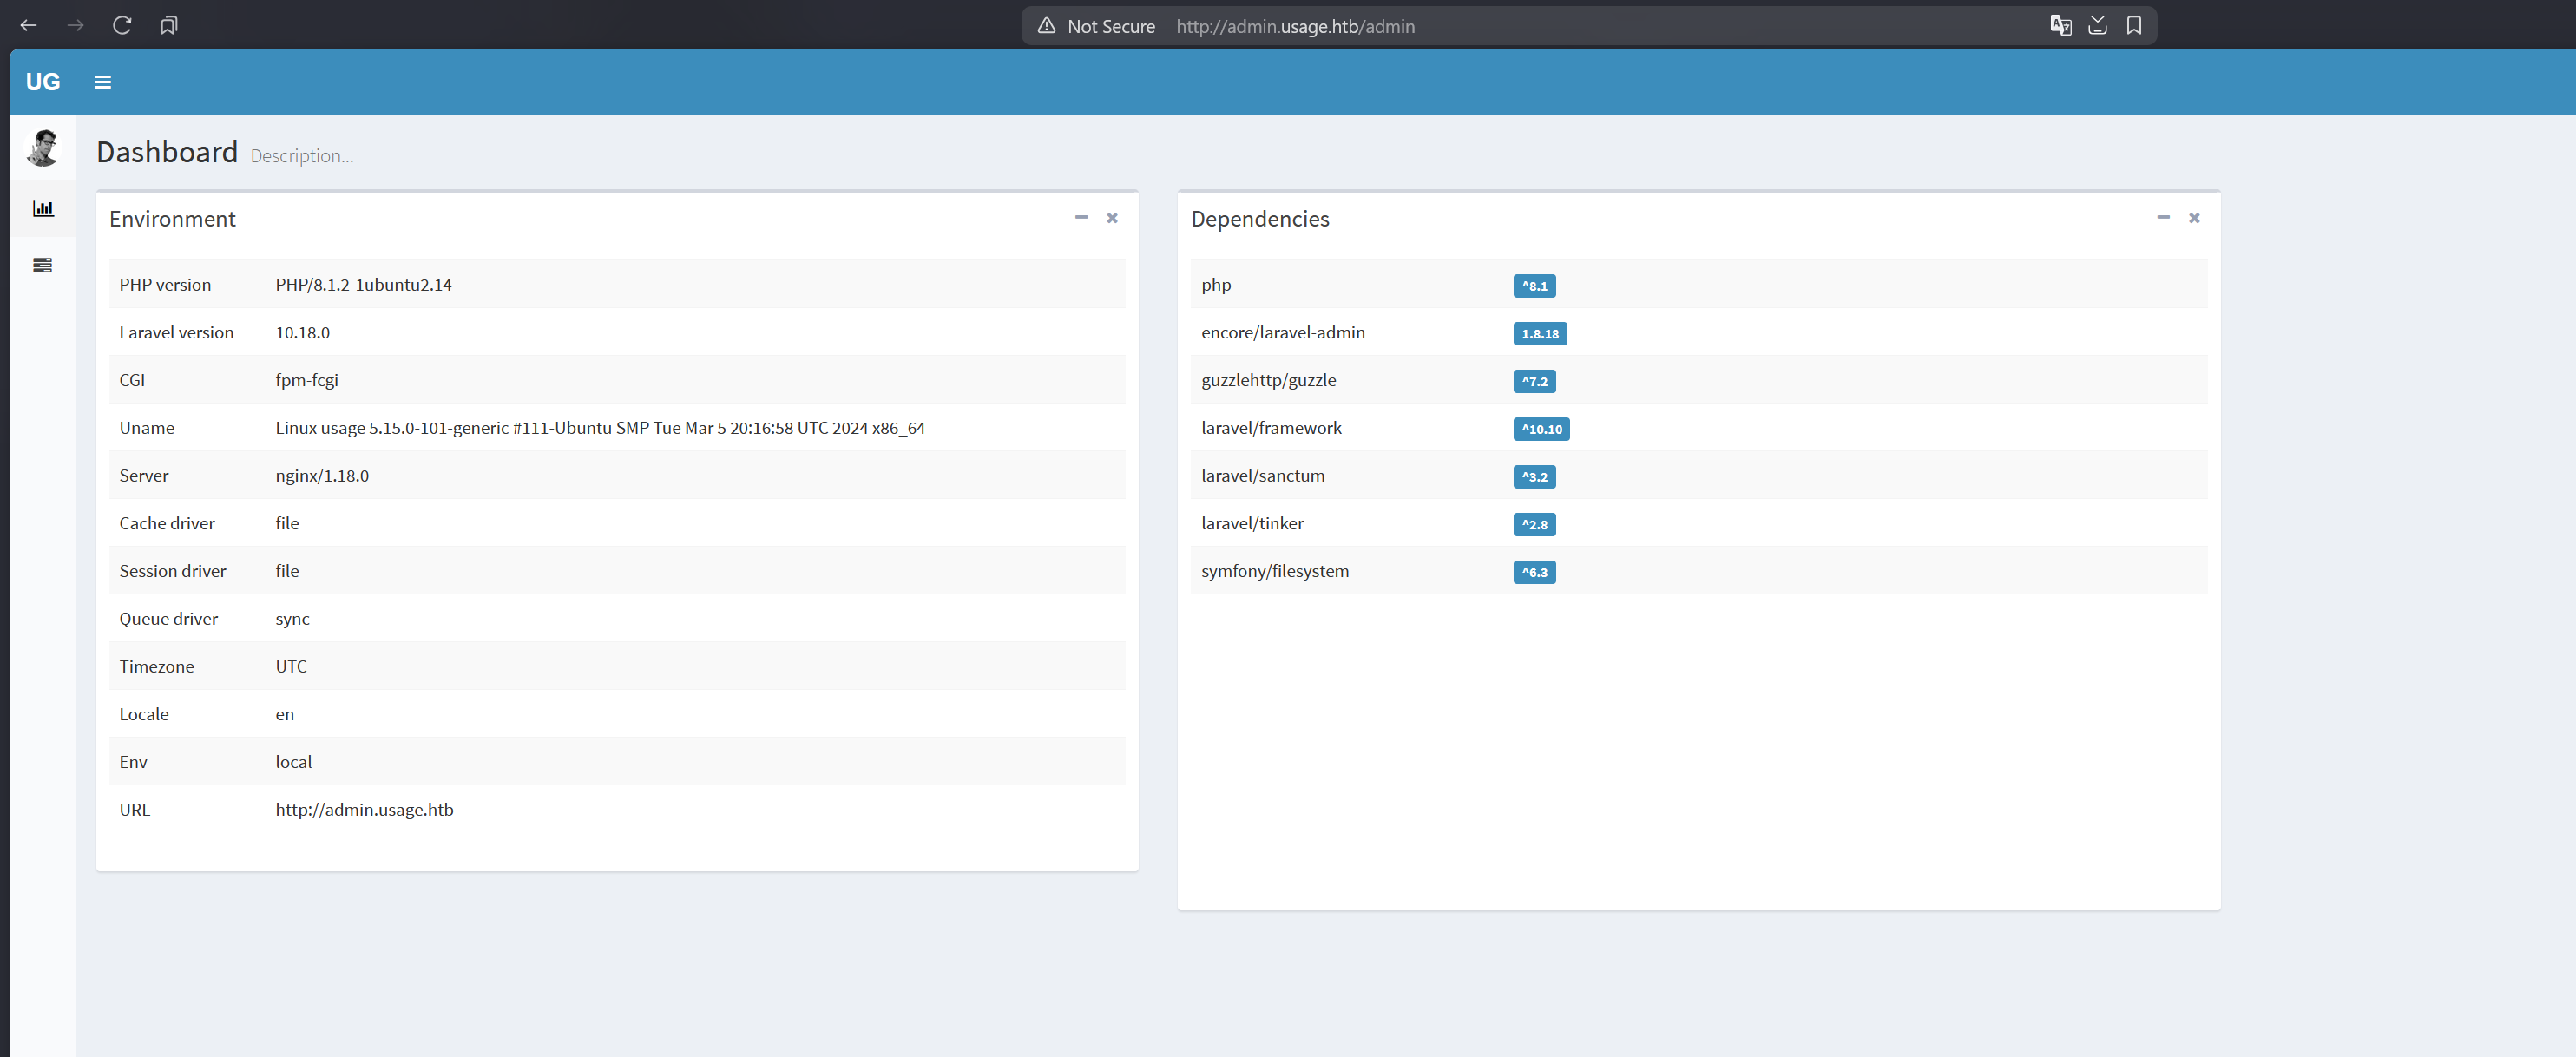 Not Secure http://admin.usage.htb/admin
UG
Dashboard Description...
Environment
PHP version PHP/8.1.2-1ubuntu2.14
Laravel version 10.18.0
CGI fpm-fcgi
Uname Linux usage 5.15.0-101-generic #111-Ubuntu SMP Tue Mar 5 20:16:58 UTC 2024 x86_64
Server nginx/1.18.0
Cache driver file
Session driver file
Queue driver sync
Timezone UTC
Locale en
Env local
URL http://admin.usage.htb
Dependencies
php ^8.1
encore/laravel-admin 1.8.18
guzzlehttp/guzzle ^7.2
laravel/framework ^10.10
laravel/sanctum ^3.2
laravel/tinker ^2.8
symfony/filesystem ^6.3